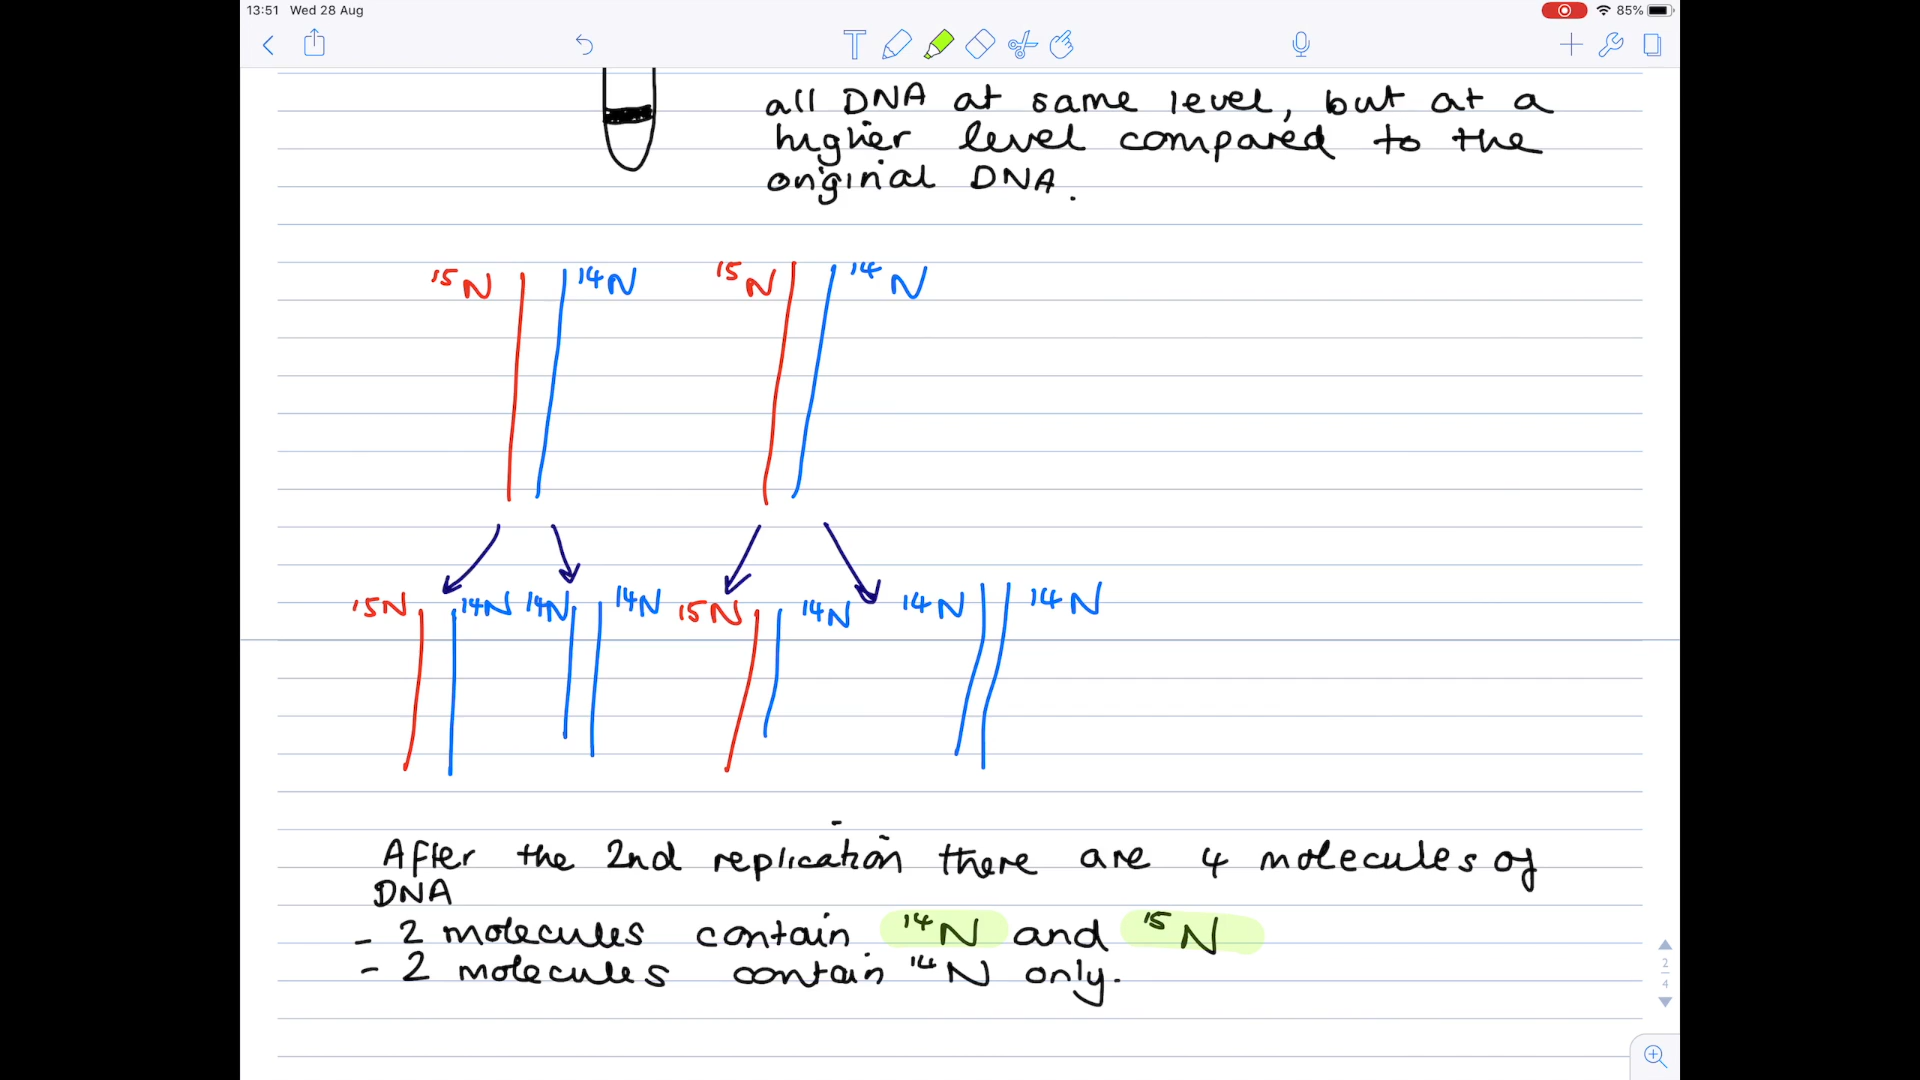 13:51 Wed 28 Aug
85%
T
all DNA at same level, but at a
higher level compared to the
original DNA.
15N 14N 15N 14N
15N 14N 14N 14N 15N 14N 14N 14N
After the 2nd replication there are 4 molecules of
DNA
- 2 molecules contain 14N and 15N
- 2 molecules contain 14N only.
2
4